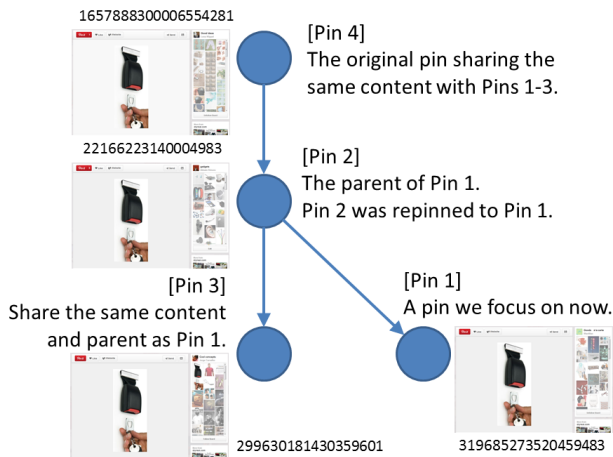 1657888300006554281
[Pin 4]
The original pin sharing the
same content with Pins 1-3.
22166223140004983
[Pin 2]
The parent of Pin 1.
Pin 2 was repinned to Pin 1.
[Pin 3]
Share the same content
and parent as Pin 1.
[Pin 1]
A pin we focus on now.
299630181430359601
319685273520459483